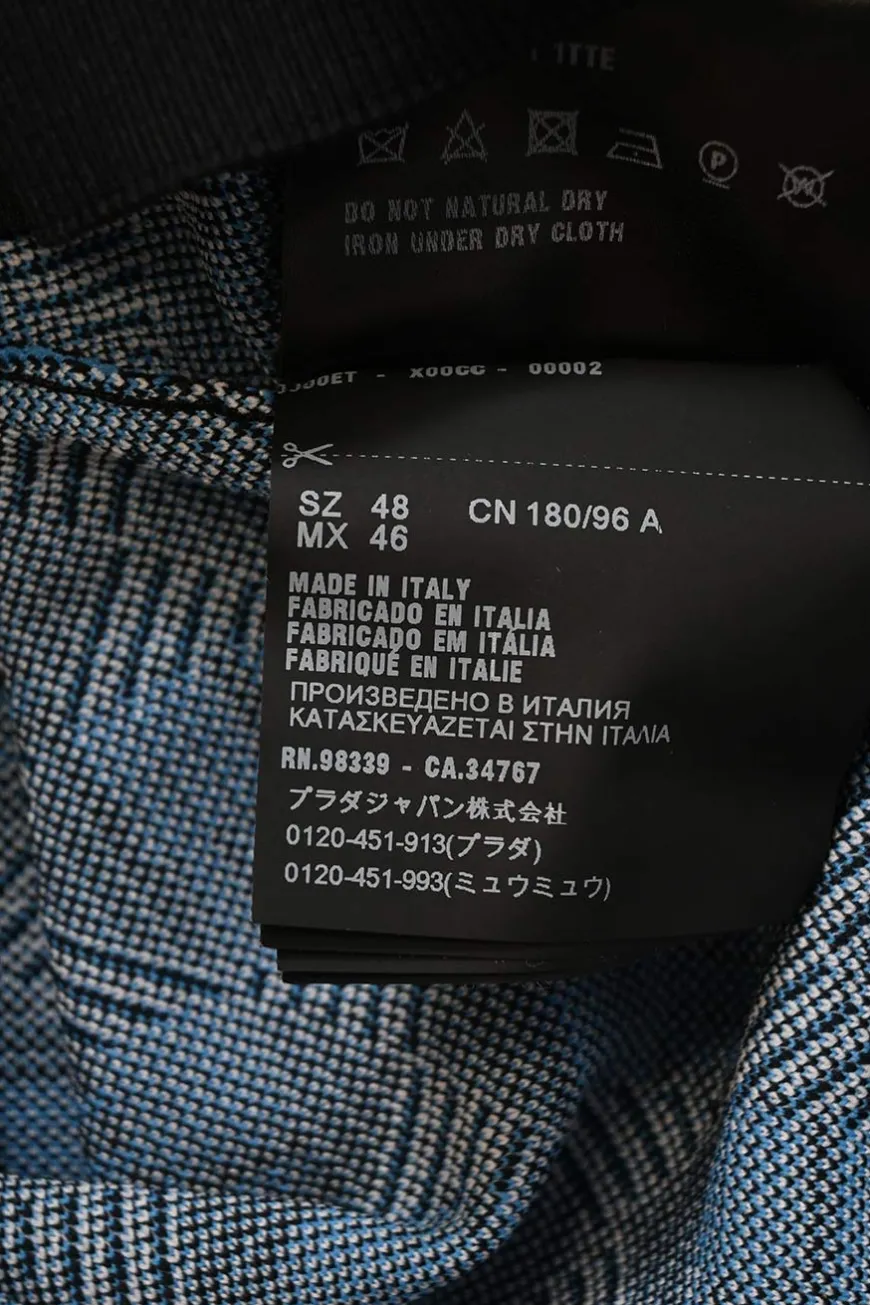 DO NOT NATURAL DRY
IRON UNDER DRY CLOTH
X00CC - 00002
SZ 48 CN 180/96 A
MX 46
MADE IN ITALY
FABRICADO EN ITALIA
FABRICADO EM ITÁLIA
FABRIQUÉ EN ITALIE
ПРОИЗВЕДЕНО В ИТАЛИЯ
ΚΑΤΑΣΚΕΥΑΖΕΤΑΙ ΣΤΗΝ ΙΤΑΛΙΑ
RN.98339 - CA.34767
プラダジャパン株式会社
0120-451-913(プラダ)
0120-451-993(ミュウミュウ)